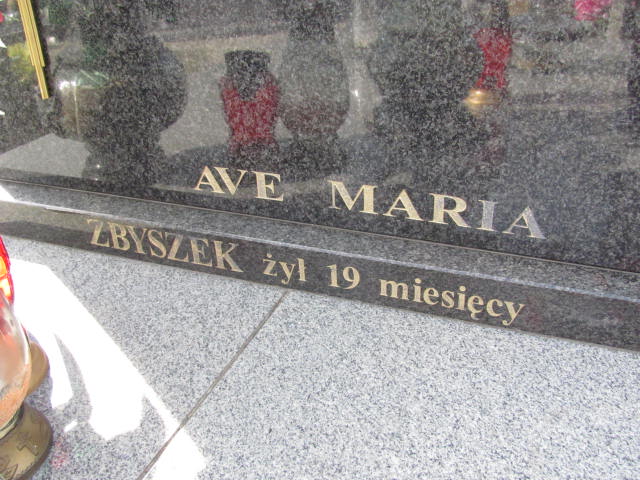 AVE MARIA
ZBYSZEK żył 19 miesięcy